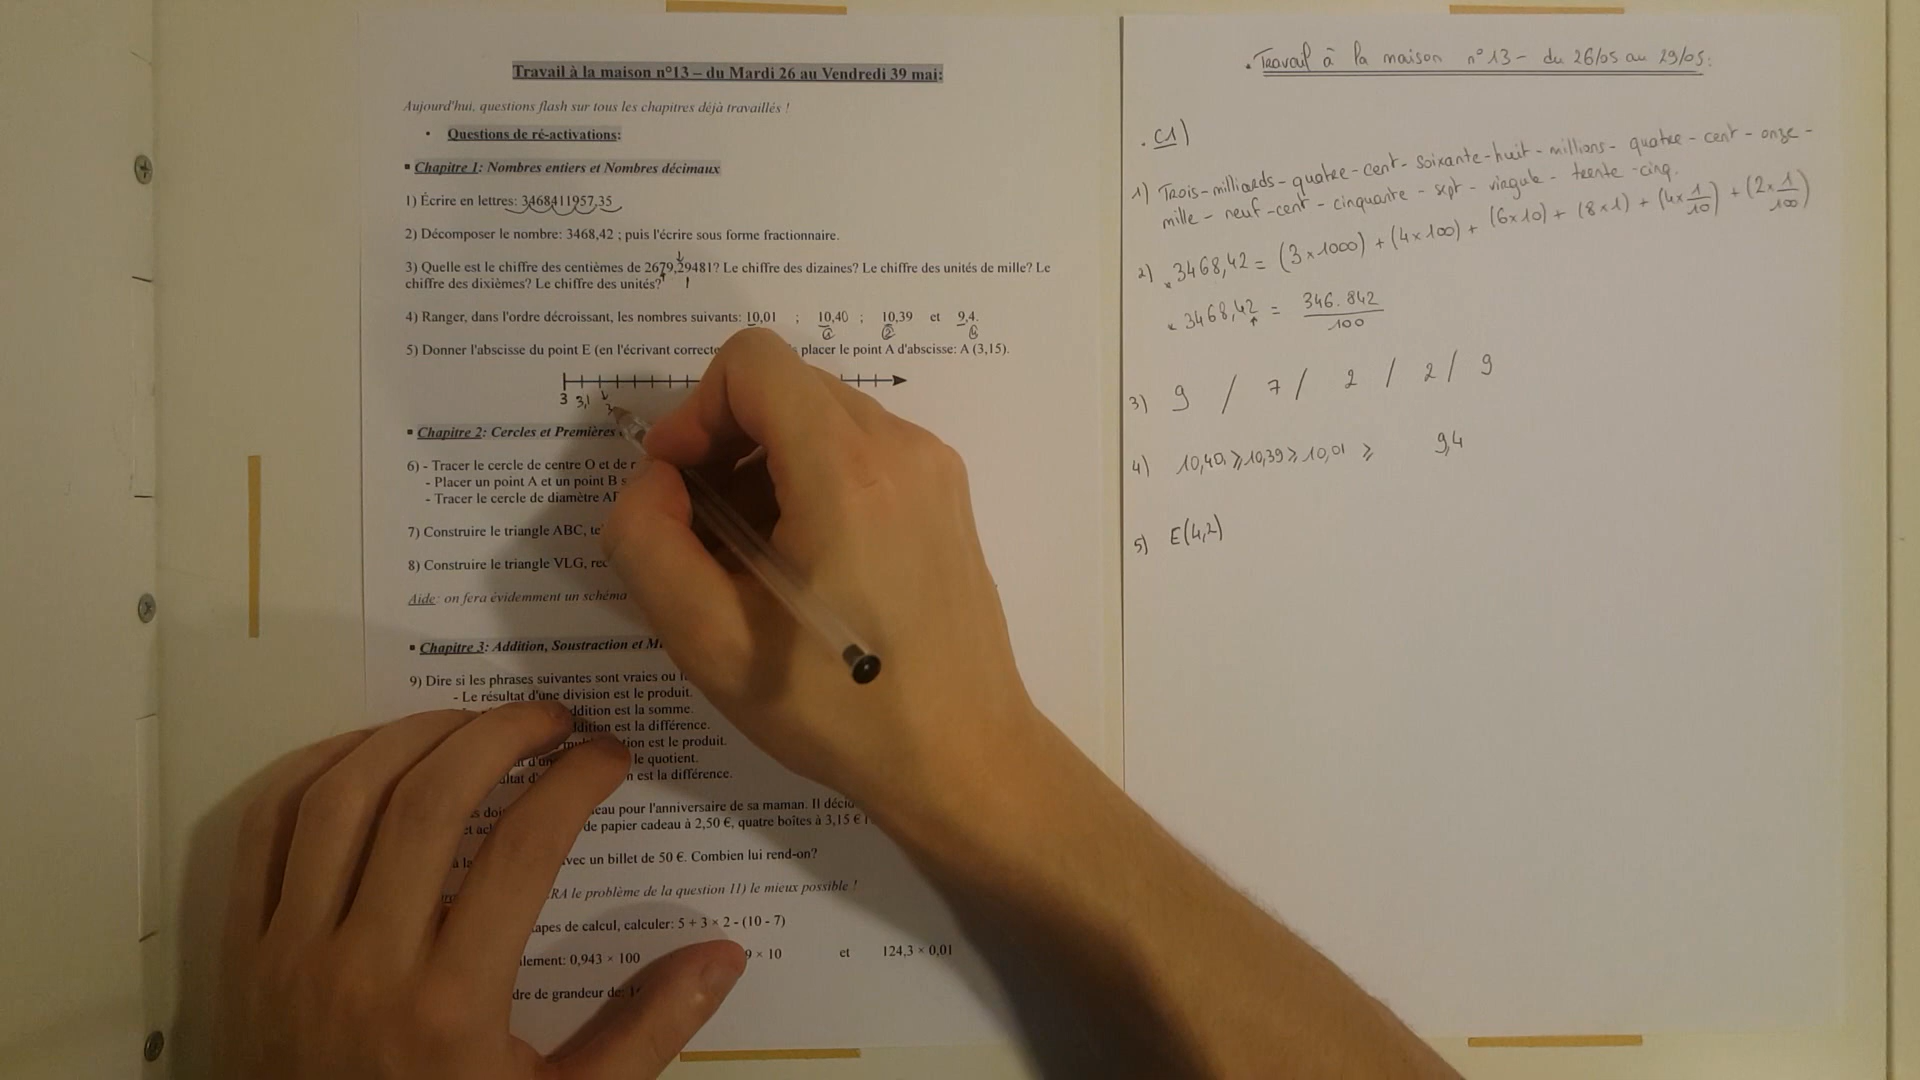 Travail à la maison n°13 – du Mardi 26 au Vendredi 39 mai:
Aujourd'hui, questions flash sur tous les chapitres déjà travaillés !
• Questions de ré-activations:
▪ Chapitre 1: Nombres entiers et Nombres décimaux
1) Écrire en lettres: 3468411957,35
2) Décomposer le nombre: 3468,42 ; puis l'écrire sous forme fractionnaire.
3) Quelle est le chiffre des centièmes de 2679,29481? Le chiffre des dizaines? Le chiffre des unités de mille? Le
chiffre des dixièmes? Le chiffre des unités?
4) Ranger, dans l'ordre décroissant, les nombres suivants: 10,01 ; 10,40 ; 10,39 et 9,4.
5) Donner l'abscisse du point E (en l'écrivant placer le point A d'abscisse: A (3,15).
3 3,1
▪ Chapitre 2: Cercles et Premières
6) - Tracer le cercle de centre O et de
- Placer un point A et un point B
- Tracer le cercle de diamètre
7) Construire le triangle ABC,
8) Construire le triangle VLG,
Aide: on fera évidemment un schéma
▪ Chapitre 3: Addition, Soustraction et
9) Dire si les phrases suivantes sont vraies ou
- Le résultat d'une division est le produit.
est la somme.
est la différence.
est le produit.
le quotient.
est la différence.
pour l'anniversaire de sa maman. Il
de papier cadeau à 2,50 €, quatre boîtes à 3,15 €
avec un billet de 50 €. Combien lui rend-on?
le problème de la question 11) le mieux possible !
de calcul, calculer: 5 + 3 × 2 - (10 - 7)
0,943 × 100 × 10 et 124,3 × 0,01
de grandeur de:
. Travail à la maison n°13 – du 26/05 au 29/05:
. C1)
1) Trois-milliards-quatre-cent-soixante-huit-millions-quatre-cent-onze-
mille-neuf-cent-cinquante-sept-virgule-trente-cinq.
2) × 3468,42 = (3×1000) + (4×100) + (6×10) + (8×1) + (4×1/10) + (2×1/100)
× 3468,42 = 346.842/100
3) 9 / 7 / 2 / 2 / 9
4) 10,40 ⩾ 10,39 ⩾ 10,01 ⩾ 9,4
5) E(4,2)